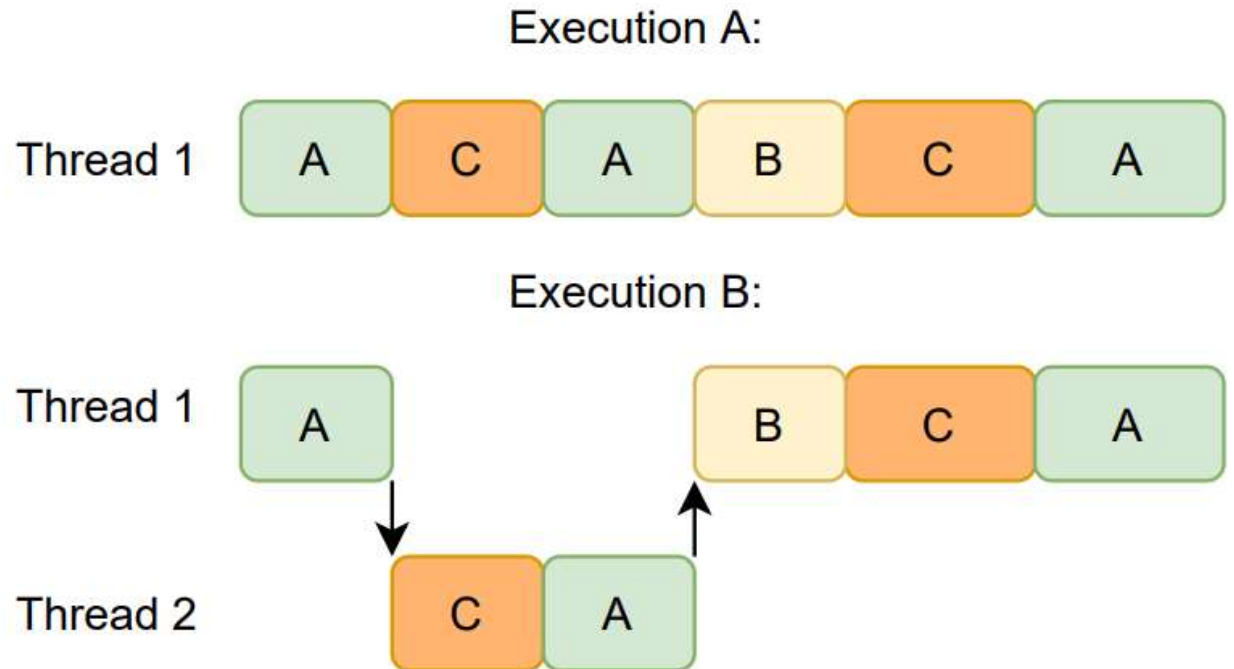 Execution A:
Thread 1 A C A B C A
Execution B:
Thread 1 A B C A
Thread 2 C A